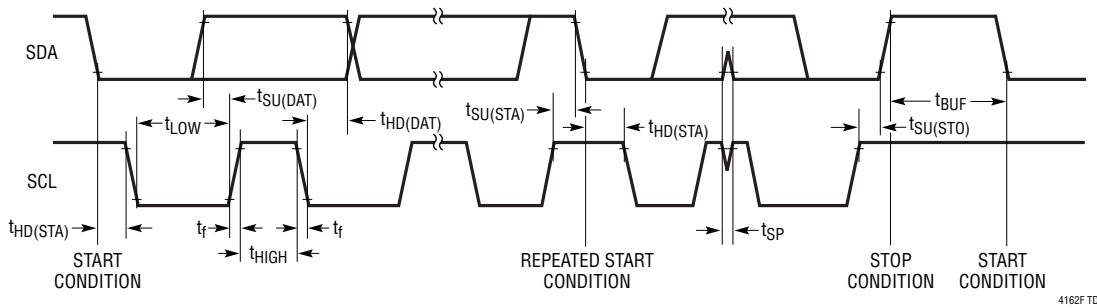 SDA
tSU(DAT)
tLOW
tHD(DAT)
tSU(STA)
tHD(STA)
tBUF
tSU(STO)
SCL
tHD(STA)
tf
tHIGH
tf
tSP
START
CONDITION
REPEATED START
CONDITION
STOP
CONDITION
START
CONDITION
4162F TD